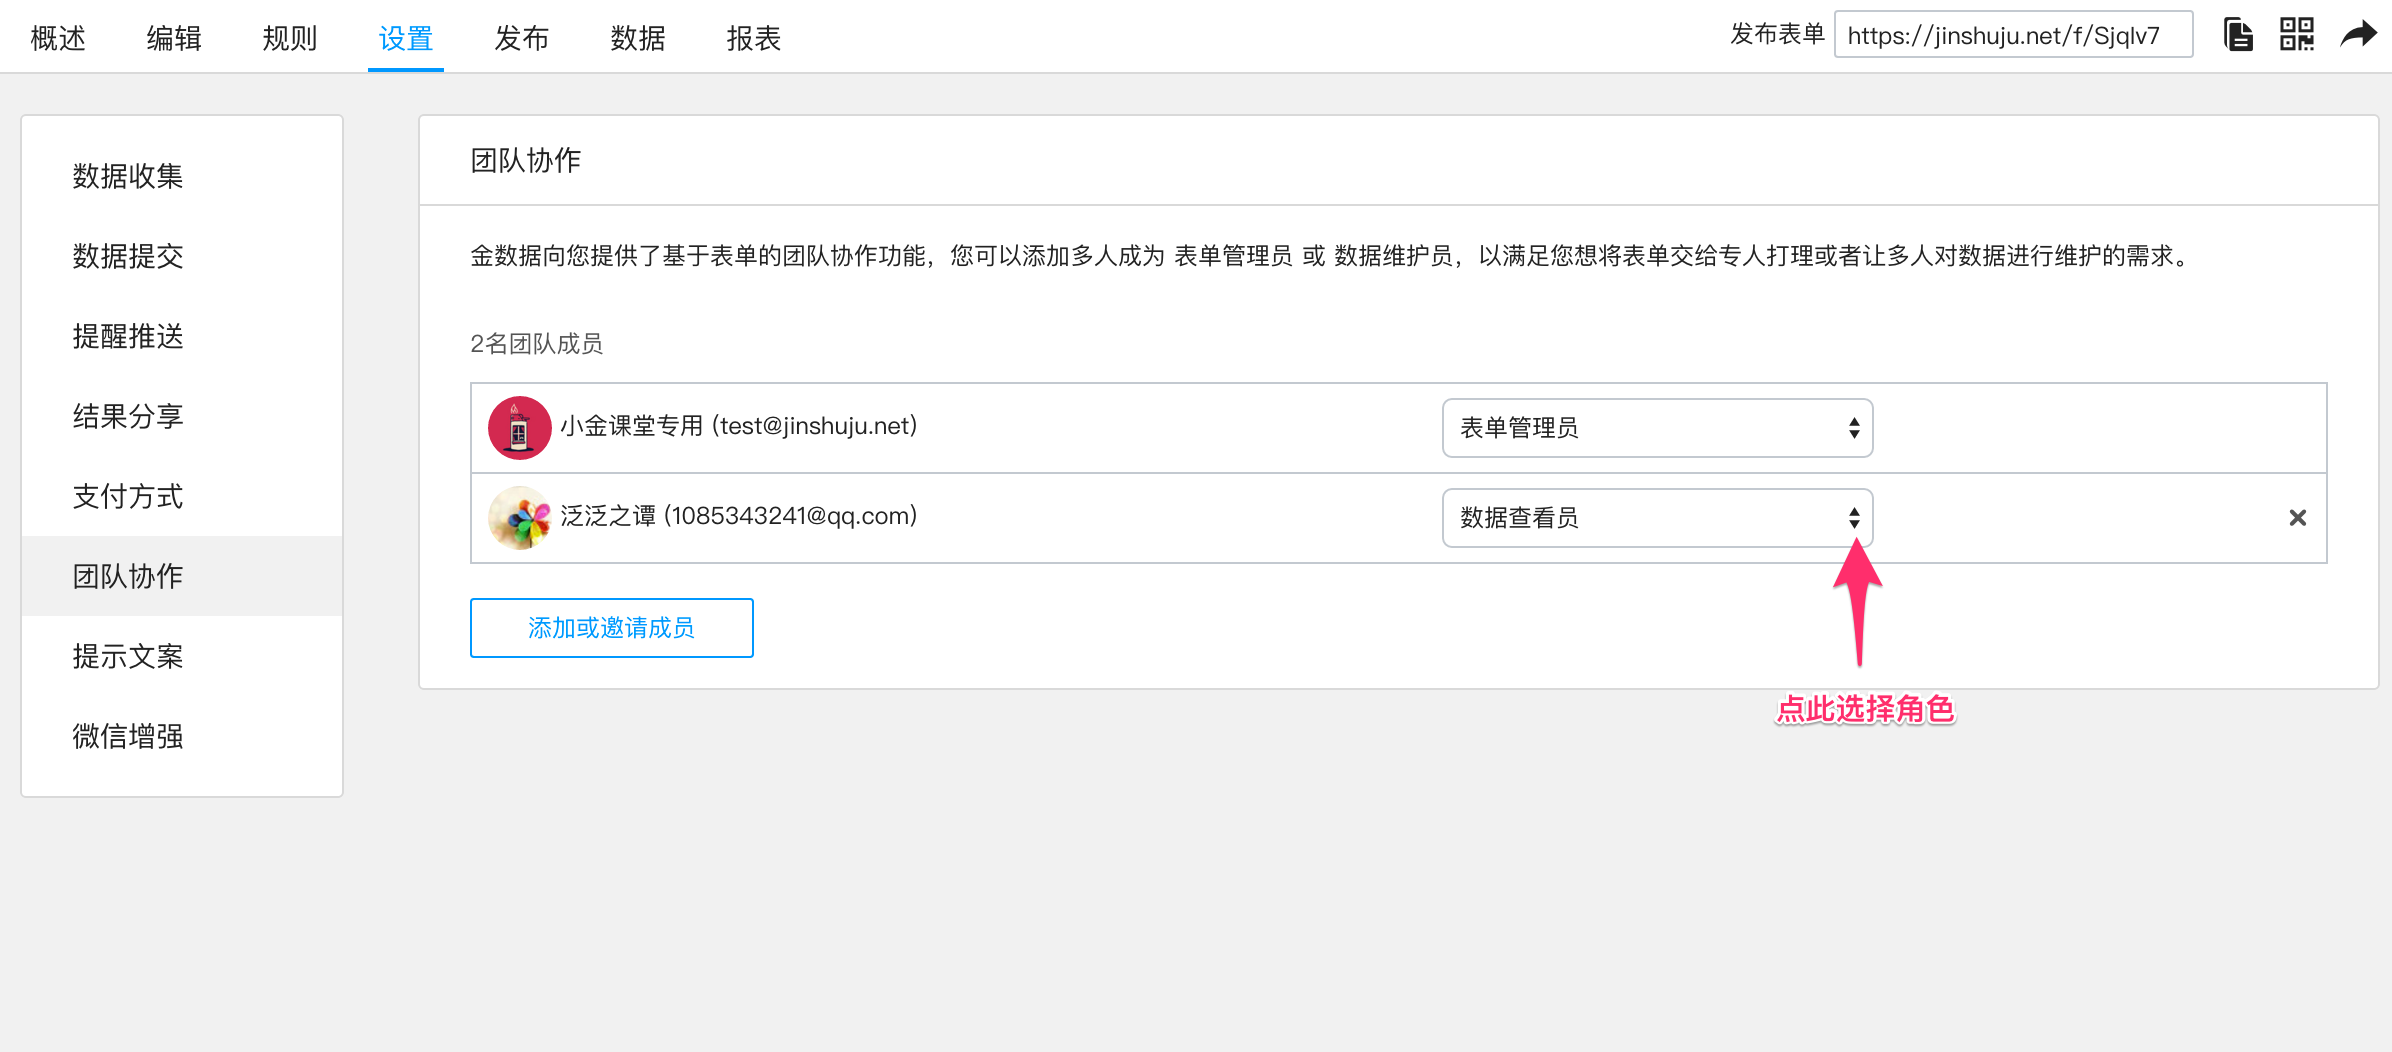 概述 编辑 规则 设置 发布 数据 报表 发布表单 https://jinshuju.net/f/Sjqlv7
数据收集
数据提交
提醒推送
结果分享
支付方式
团队协作
提示文案
微信增强
团队协作
金数据向您提供了基于表单的团队协作功能，您可以添加多人成为 表单管理员 或 数据维护员，以满足您想将表单交给专人打理或者让多人对数据进行维护的需求。
2名团队成员
小金课堂专用 (test@jinshuju.net) 表单管理员
泛泛之谭 (1085343241@qq.com) 数据查看员
添加或邀请成员
点此选择角色